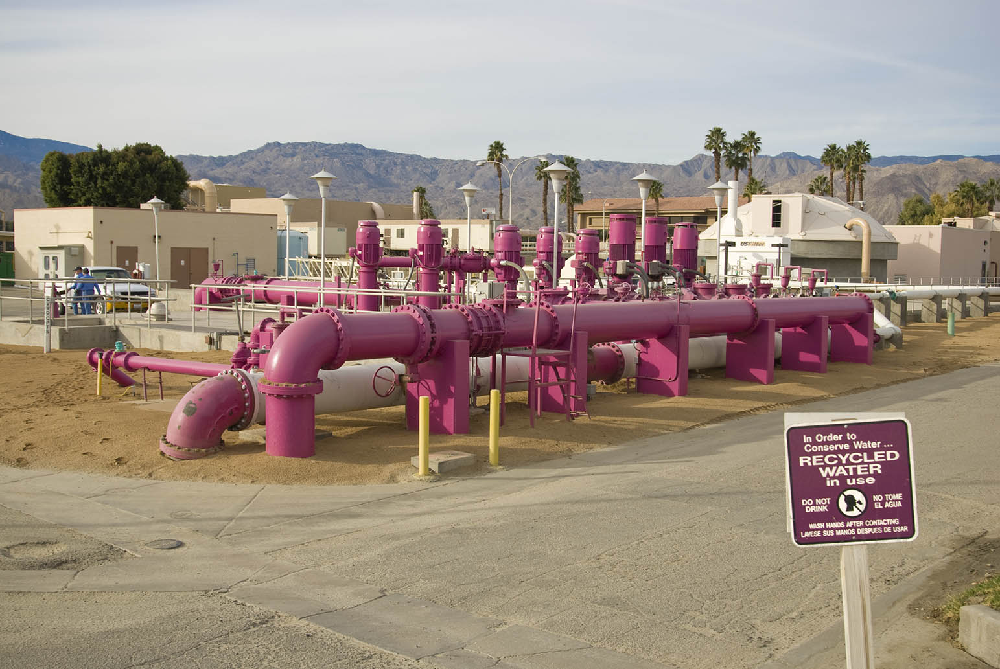 USFilter
In Order to
Conserve Water ...
RECYCLED
WATER
in use
DO NOT
DRINK
NO TOME
EL AGUA
WASH HANDS AFTER CONTACTING
LAVESE SUS MANOS DESPUES DE USAR